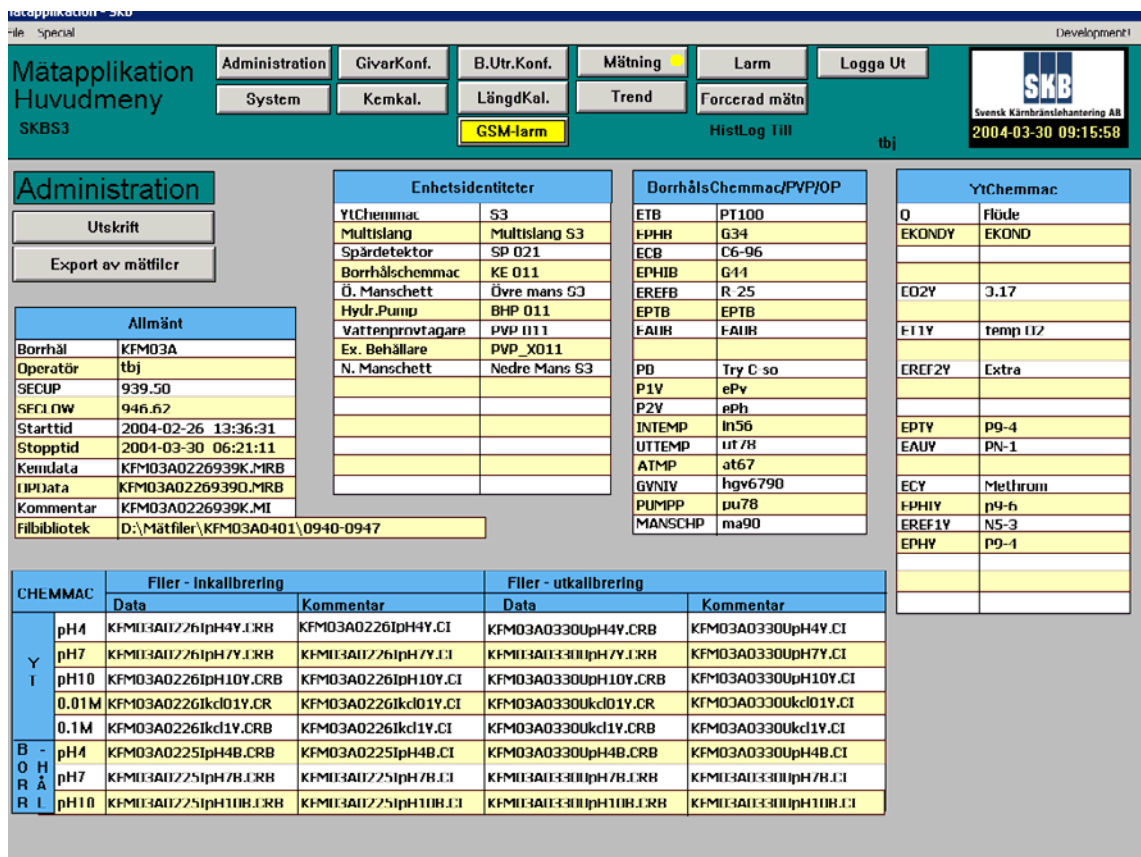 Mätapplikation - SKB
File Special Development!
Mätapplikation
Huvudmeny
SKBS3
Administration GivarKonf. B.Utr.Konf. Mätning Larm Logga Ut
System Kemkal. LängdKal. Trend Forcerad mätn
GSM-larm HistLog Till tbj
SKB
Svensk Kärnbränslehantering AB
2004-03-30 09:15:58
Administration
Utskrift
Export av mätfiler
Allmänt
Borrhål KFM03A
Operatör tbj
SECUP 939.50
SECLOW 946.62
Starttid 2004-02-26 13:36:31
Stopptid 2004-03-30 06:21:11
Kemdata KFM03A0226939K.MRB
OPData KFM03A0226939O.MRB
Kommentar KFM03A0226939K.MI
Filbibliotek D:\Mätfiler\KFM03A0401\0940-0947
Enhetsidentiteter
YtChemmac S3
Multislang Multislang S3
Spårdetektor SP 021
Borrhålschemmac KE 011
Ö. Manschett Övre mans S3
Hydr.Pump BHP 011
Vattenprovtagare PVP 011
Ex. Behållare PVP_X011
N. Manschett Nedre Mans S3
BorrhålsChemmac/PVP/OP
ETB PT100
EPHB G34
ECB C6-96
EPHIB G44
EREFB R-25
EPTB EPTB
EAUB EAUB
PB Try C-so
P1V ePv
P2V ePh
INTEMP in56
UTTEMP ut78
ATMP at67
GVNIV hgv6790
PUMPP pu78
MANSCHP ma90
YtChemmac
Q Flöde
EKONDY EKOND
EO2Y 3.17
ET1Y temp O2
EREF2Y Extra
EPTY P9-4
EAUY PN-1
ECY Methrom
EPHIY p9-6
EREF1Y N5-3
EPHY P9-4
CHEMMAC Filer - inkalibrering Filer - utkalibrering
Data Kommentar Data Kommentar
YT
pH4 KFM03A0226IpH4Y.CRB KFM03A0226IpH4Y.CI KFM03A0330UpH4Y.CRB KFM03A0330UpH4Y.CI
pH7 KFM03A0226IpH7Y.CRB KFM03A0226IpH7Y.CI KFM03A0330UpH7Y.CRB KFM03A0330UpH7Y.CI
pH10 KFM03A0226IpH10Y.CRB KFM03A0226IpH10Y.CI KFM03A0330UpH10Y.CRB KFM03A0330UpH10Y.CI
0.01M KFM03A0226Ikcl01Y.CR KFM03A0226Ikcl01Y.CI KFM03A0330Ukcl01Y.CR KFM03A0330Ukcl01Y.CI
0.1M KFM03A0226Ikcl1Y.CRB KFM03A0226Ikcl1Y.CI KFM03A0330Ukcl1Y.CRB KFM03A0330Ukcl1Y.CI
BORR-HÅL
pH4 KFM03A0225IpH4B.CRB KFM03A0225IpH4B.CI KFM03A0330UpH4B.CRB KFM03A0330UpH4B.CI
pH7 KFM03A0225IpH7B.CRB KFM03A0225IpH7B.CI KFM03A0330UpH7B.CRB KFM03A0330UpH7B.CI
pH10 KFM03A0225IpH10B.CRB KFM03A0225IpH10B.CI KFM03A0330UpH10B.CRB KFM03A0330UpH10B.CI